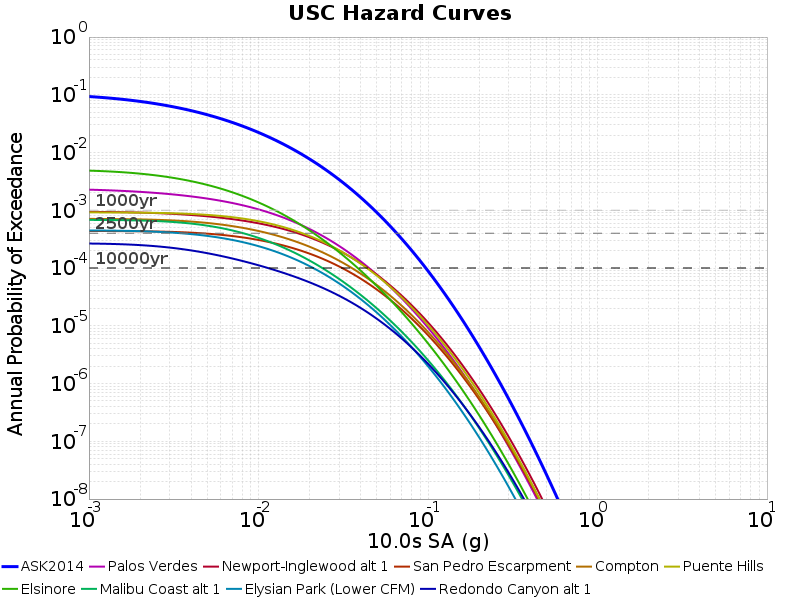 USC Hazard Curves
Annual Probability of Exceedance
10^0
10^-1
10^-2
10^-3
10^-4
10^-5
10^-6
10^-7
10^-8
1000yr
2500yr
10000yr
10^-3 10^-2 10^-1 10^0 10^1
10.0s SA (g)
ASK2014 Palos Verdes Newport-Inglewood alt 1 San Pedro Escarpment Compton Puente Hills
Elsinore Malibu Coast alt 1 Elysian Park (Lower CFM) Redondo Canyon alt 1